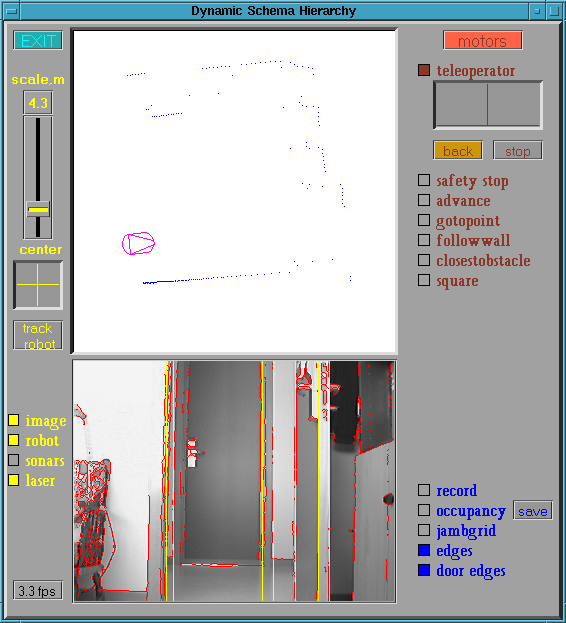 Dynamic Schema Hierarchy
EXIT
motors
scale.m
4.3
teleoperator
back
stop
safety stop
advance
gotopoint
followwall
closestobstacle
square
center
track
robot
image
robot
sonars
laser
record
occupancy
save
jambgrid
edges
door edges
3.3 fps